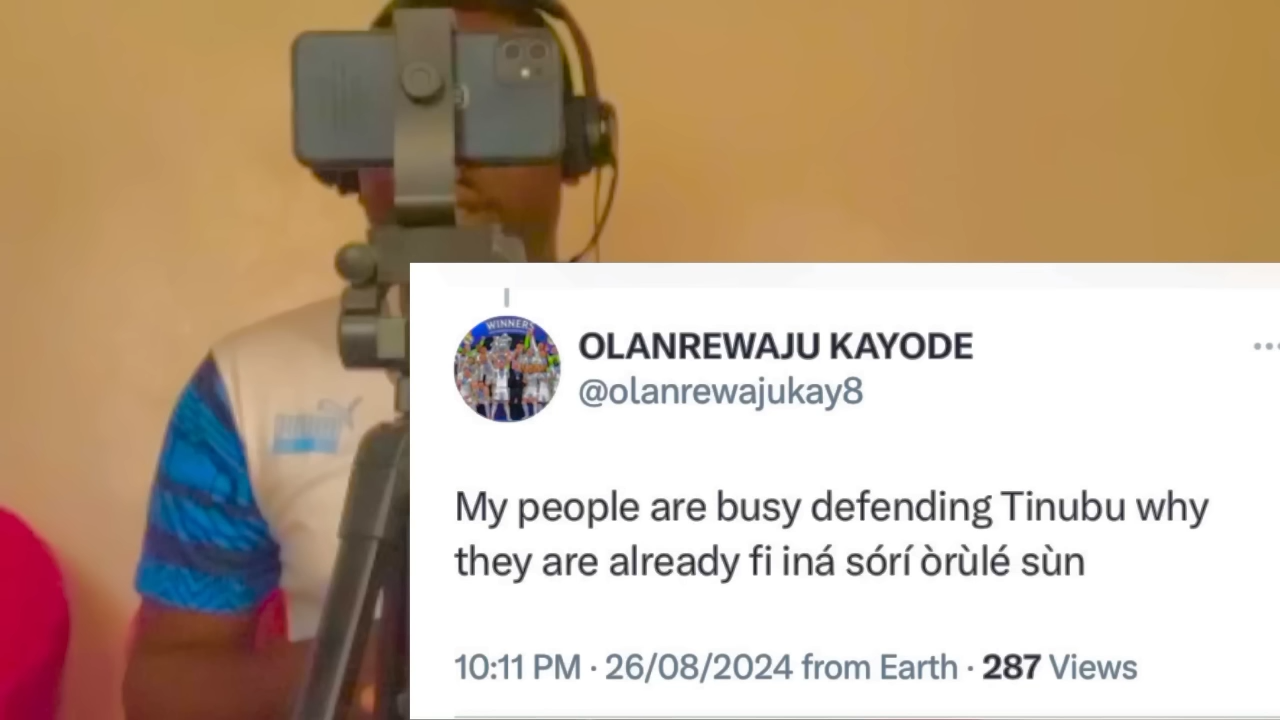 WINNERS
OLANREWAJU KAYODE
@olanrewajukay8
My people are busy defending Tinubu why
they are already fi iná sórí òrùlé sùn
10:11 PM · 26/08/2024 from Earth · 287 Views